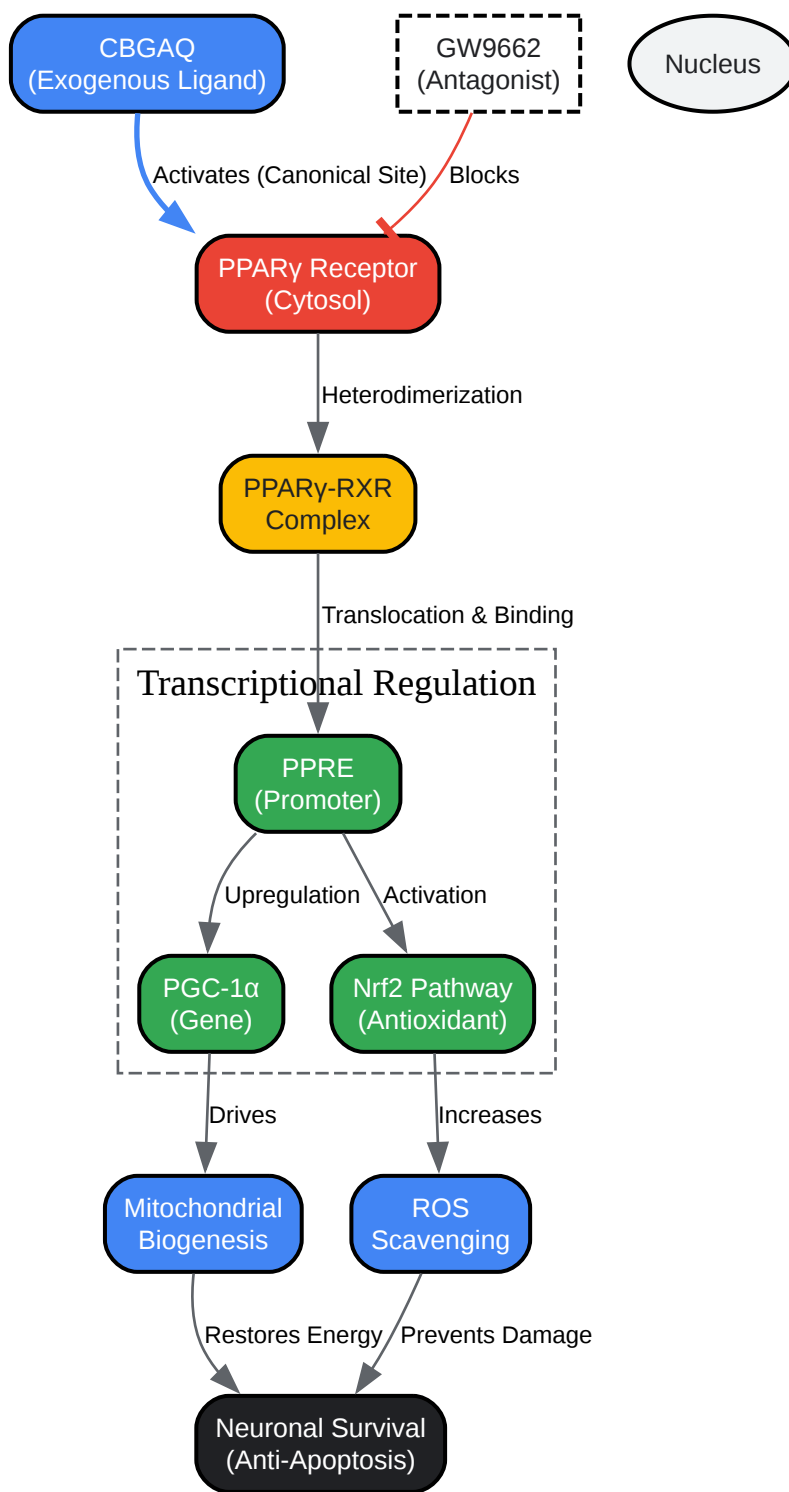 CBGAQ
(Exogenous Ligand)
GW9662
(Antagonist)
Nucleus
Activates (Canonical Site)
Blocks
PPARγ Receptor
(Cytosol)
Heterodimerization
PPARγ-RXR
Complex
Translocation & Binding
Transcriptional Regulation
PPRE
(Promoter)
Upregulation
Activation
PGC-1α
(Gene)
Nrf2 Pathway
(Antioxidant)
Drives
Increases
Mitochondrial
Biogenesis
ROS
Scavenging
Restores Energy
Prevents Damage
Neuronal Survival
(Anti-Apoptosis)